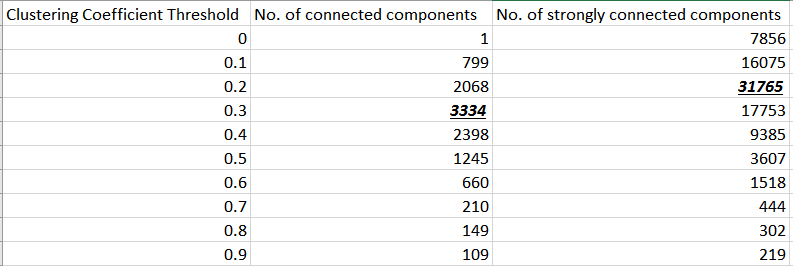 Clustering Coefficient Threshold No. of connected components No. of strongly connected components
0 1 7856
0.1 799 16075
0.2 2068 31765
0.3 3334 17753
0.4 2398 9385
0.5 1245 3607
0.6 660 1518
0.7 210 444
0.8 149 302
0.9 109 219